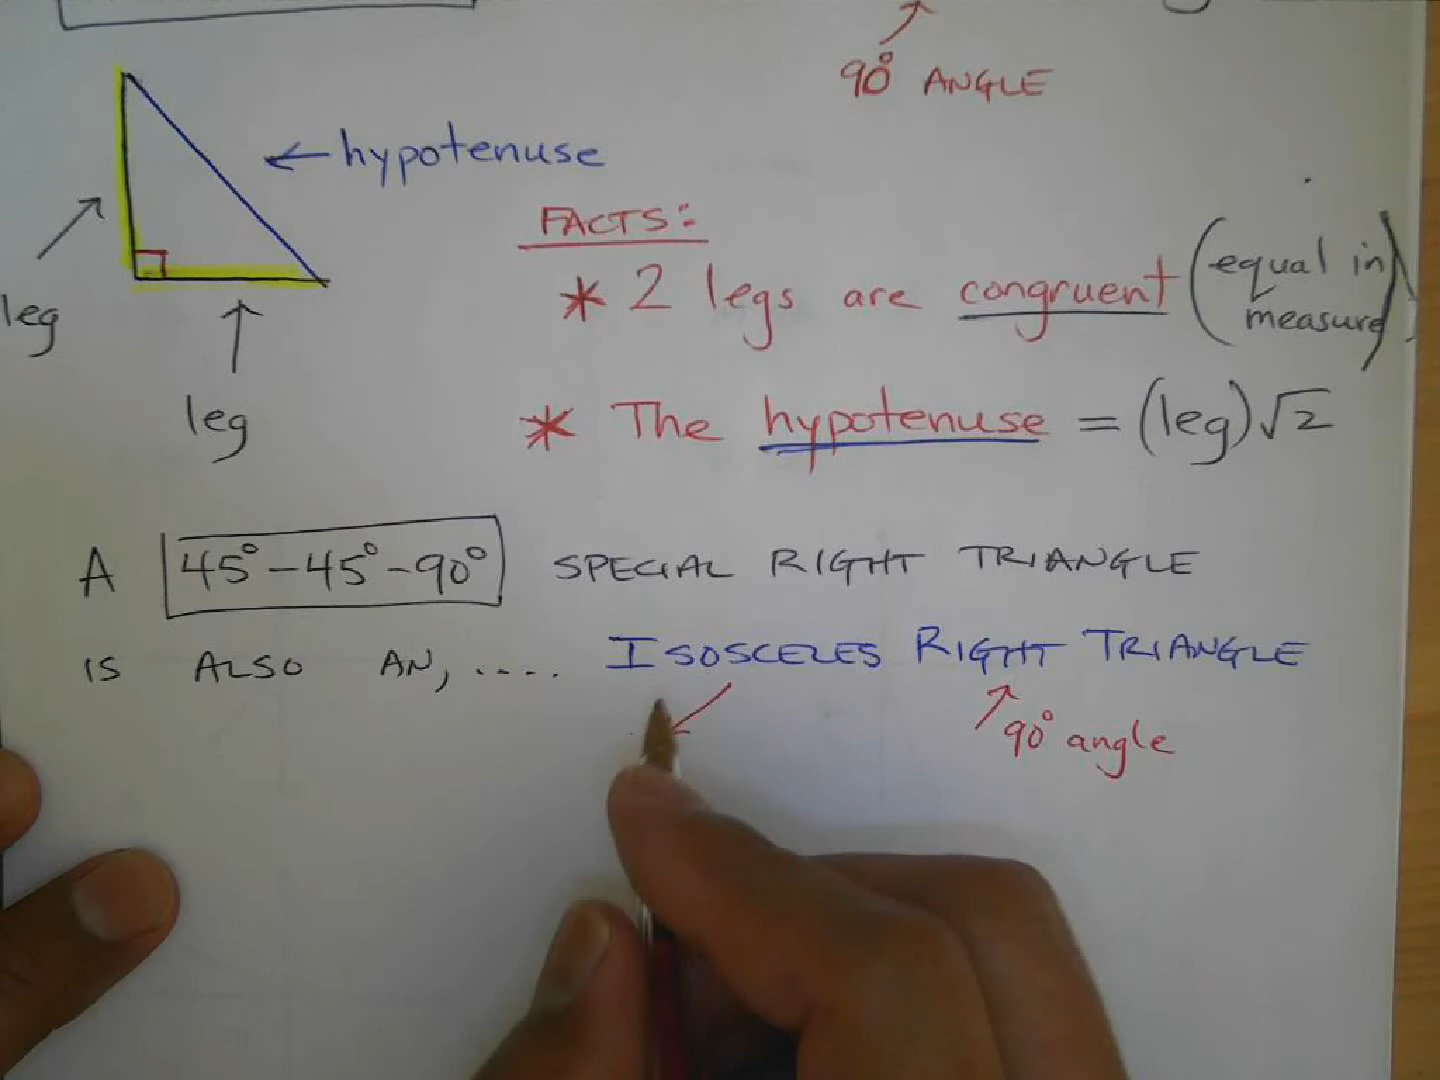 90° ANGLE
hypotenuse
FACTS:
* 2 legs are congruent (equal in measure)
leg
leg
* The hypotenuse = (leg)√2
A 45°-45°-90° SPECIAL RIGHT TRIANGLE
IS ALSO AN, .... ISOSCELES RIGHT TRIANGLE
90° angle